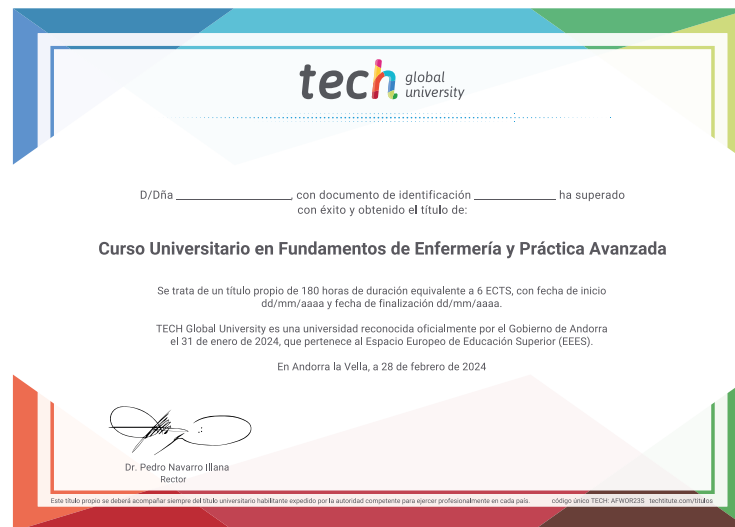 tech global university
D/Dña ____________________, con documento de identificación ______________ ha superado
con éxito y obtenido el título de:
Curso Universitario en Fundamentos de Enfermería y Práctica Avanzada
Se trata de un título propio de 180 horas de duración equivalente a 6 ECTS, con fecha de inicio
dd/mm/aaaa y fecha de finalización dd/mm/aaaa.
TECH Global University es una universidad reconocida oficialmente por el Gobierno de Andorra
el 31 de enero de 2024, que pertenece al Espacio Europeo de Educación Superior (EEES).
En Andorra la Vella, a 28 de febrero de 2024
Dr. Pedro Navarro Illana
Rector
Este título propio se deberá acompañar siempre del título universitario habilitante expedido por la autoridad competente para ejercer profesionalmente en cada país. código único TECH: AFWOR23S techtitute.com/titulos